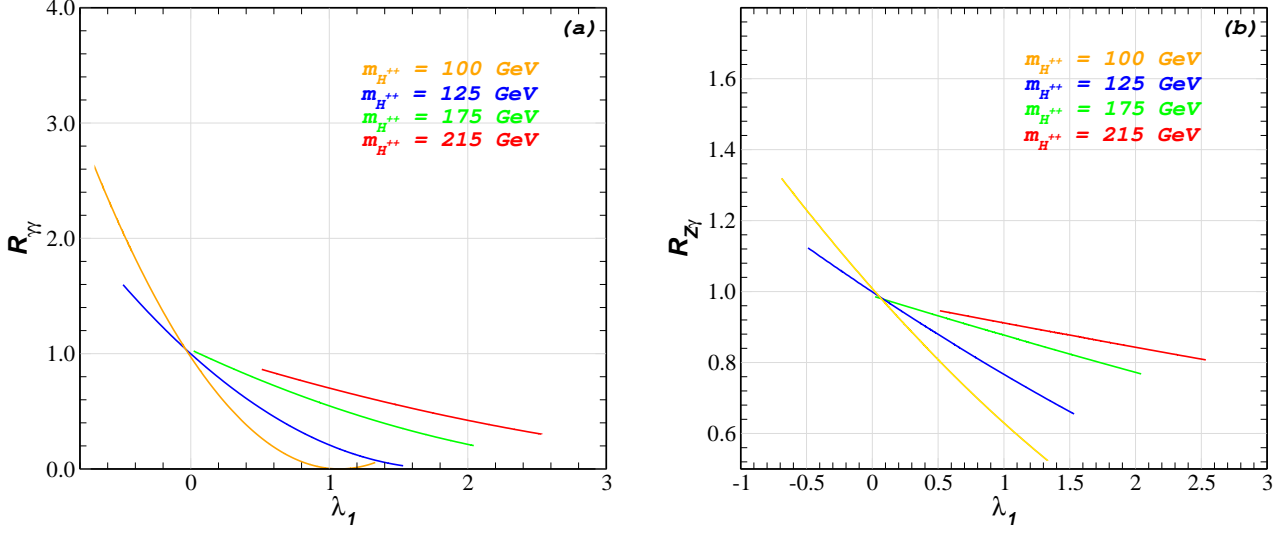 (a)
m_H^++ = 100 GeV
m_H^++ = 125 GeV
m_H^++ = 175 GeV
m_H^++ = 215 GeV
R_γγ
4.0
3.0
2.0
1.0
0.0
0 1 2 3
λ_1
(b)
m_H^++ = 100 GeV
m_H^++ = 125 GeV
m_H^++ = 175 GeV
m_H^++ = 215 GeV
R_Zγ
1.6
1.4
1.2
1.0
0.8
0.6
-1 -0.5 0 0.5 1 1.5 2 2.5 3
λ_1